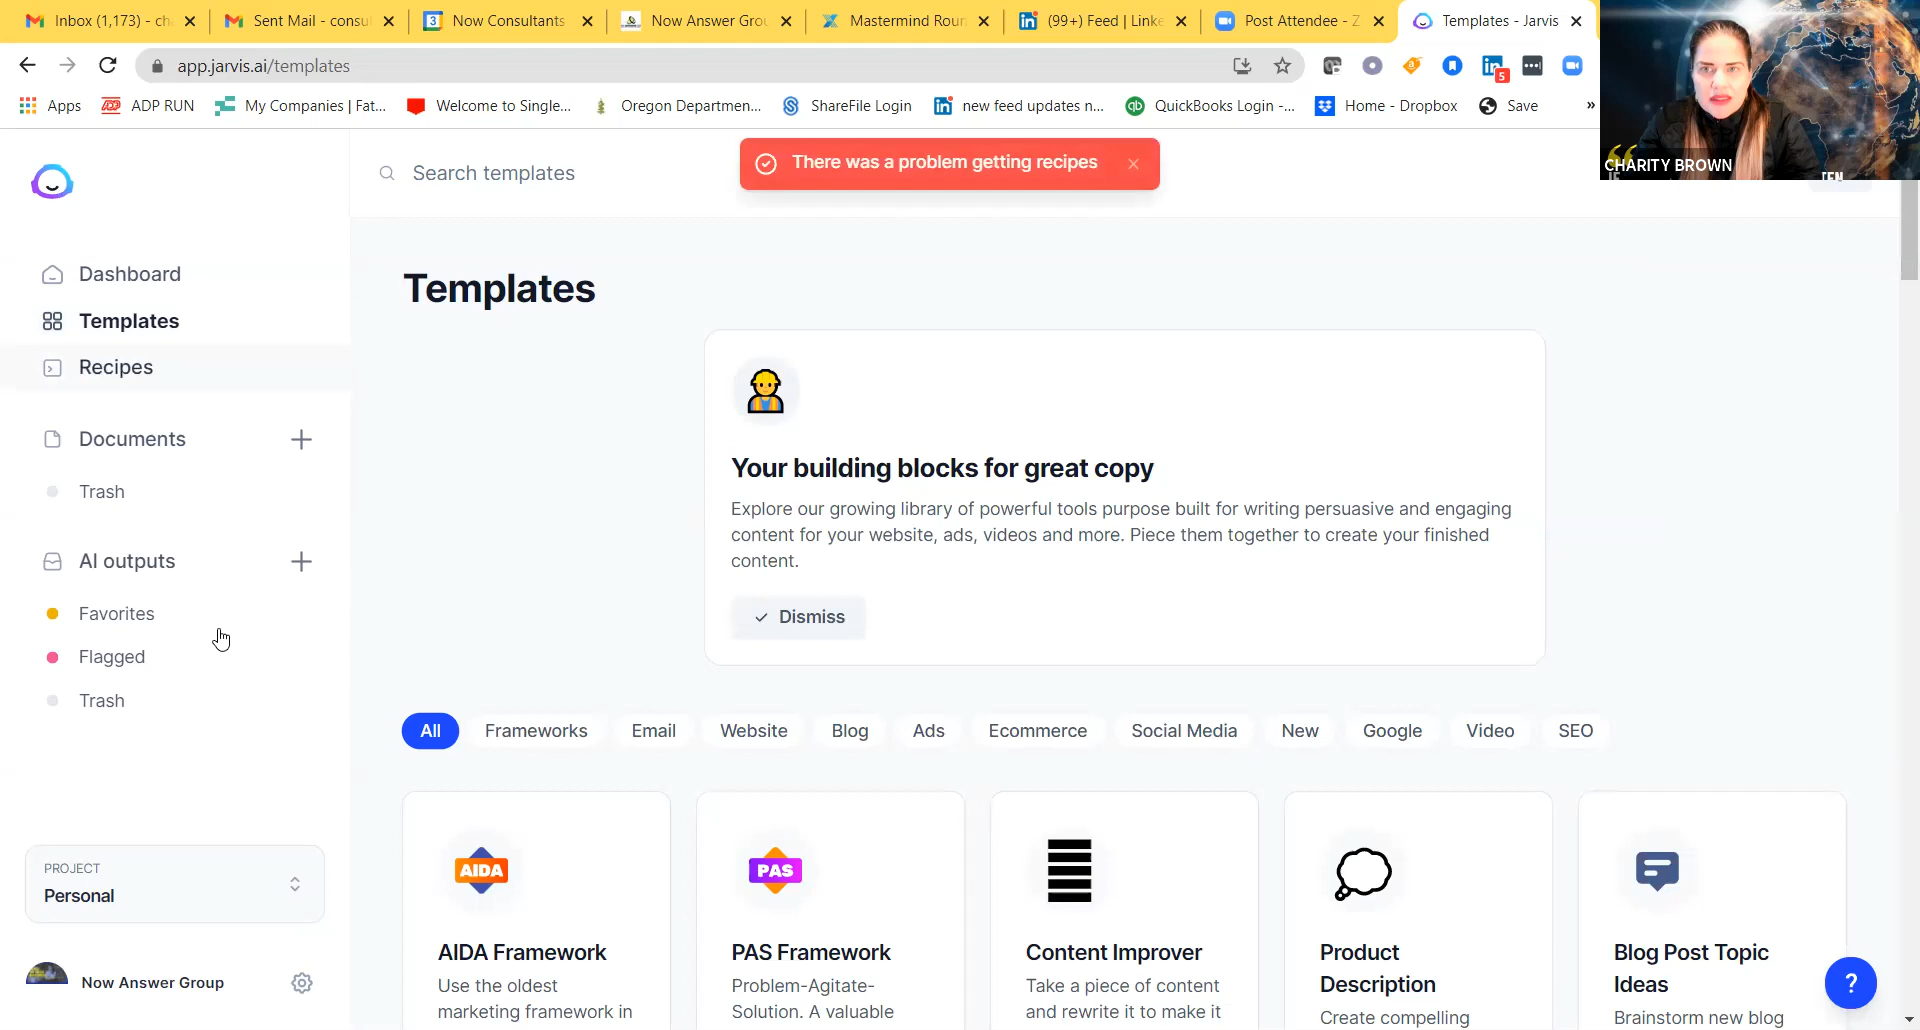 Inbox (1,173) - ch
Sent Mail - consul
Now Consultants
Now Answer Grou
Mastermind Roun
(99+) Feed | Linke
Post Attendee - Z
Templates - Jarvis
app.jarvis.ai/templates
5
Apps
ADP RUN
My Companies | Fat...
Welcome to Single...
Oregon Departmen...
ShareFile Login
new feed updates n...
QuickBooks Login -...
Home - Dropbox
Save
»
CHARITY BROWN
Search templates
There was a problem getting recipes
Dashboard
Templates
Recipes
Documents
Trash
AI outputs
Favorites
Flagged
Trash
PROJECT
Personal
Now Answer Group
Templates
Your building blocks for great copy
Explore our growing library of powerful tools purpose built for writing persuasive and engaging
content for your website, ads, videos and more. Piece them together to create your finished
content.
Dismiss
All
Frameworks
Email
Website
Blog
Ads
Ecommerce
Social Media
New
Google
Video
SEO
AIDA
AIDA Framework
Use the oldest
marketing framework in
PAS
PAS Framework
Problem-Agitate-
Solution. A valuable
Content Improver
Take a piece of content
and rewrite it to make it
Product
Description
Create compelling
Blog Post Topic
Ideas
Brainstorm new blog
?